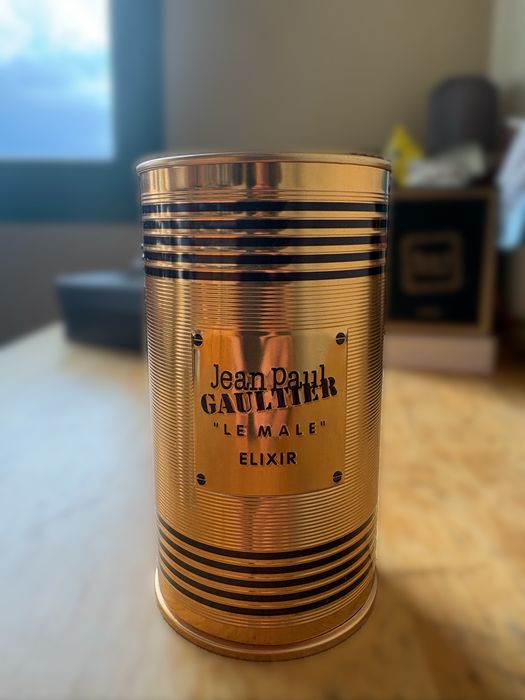 Jean Paul
GAULTIER
"LE MALE"
ELIXIR